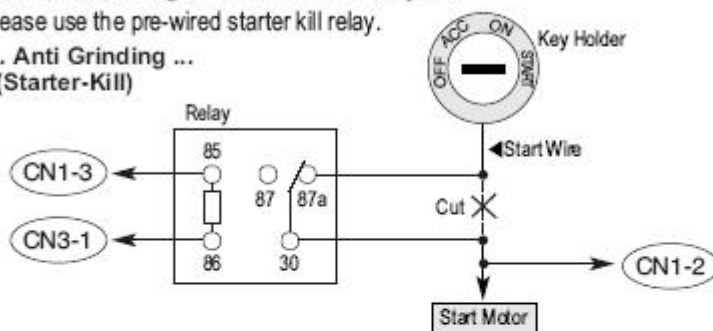 ease use the pre-wired starter kill relay.
. Anti Grinding ...
(Starter-Kill)
OFF ACC ON START
Key Holder
Relay
Start Wire
85
87 87a
CN1-3
Cut
CN3-1
86 30
CN1-2
Start Motor